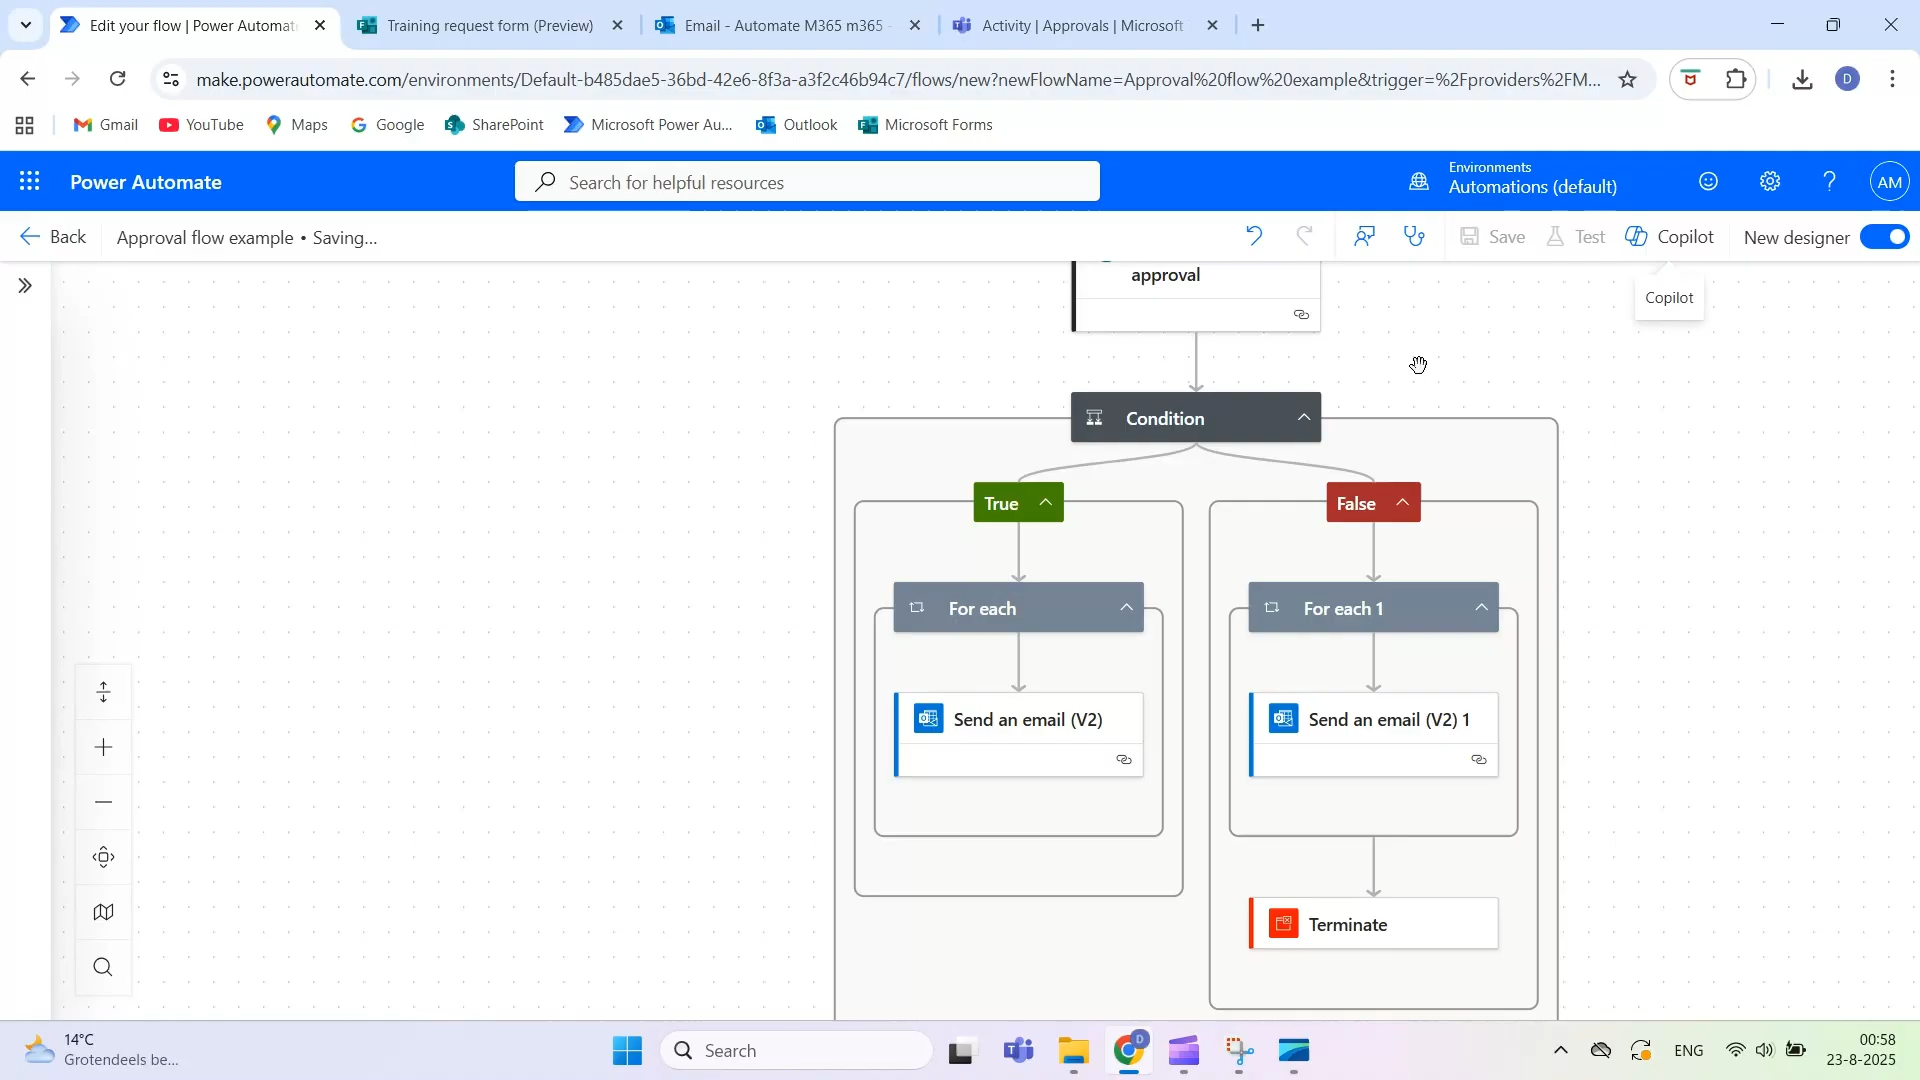 Edit your flow | Power Automat
Training request form (Preview)
Email - Automate M365 m365 -
Activity | Approvals | Microsoft
make.powerautomate.com/environments/Default-b485dae5-36bd-42e6-8f3a-a3f2c46b94c7/flows/new?newFlowName=Approval%20flow%20example&trigger=%2Fproviders%2FM...
D
Gmail
YouTube
Maps
Google
SharePoint
Microsoft Power Au...
Outlook
Microsoft Forms
Power Automate
Search for helpful resources
Environments
Automations (default)
AM
Back
Approval flow example • Saving...
Save
Test
Copilot
New designer
Copilot
approval
Condition
True
False
For each
For each 1
Send an email (V2)
Send an email (V2) 1
Terminate
14°C
Grotendeels be...
Search
D
ENG
00:58
23-8-2025